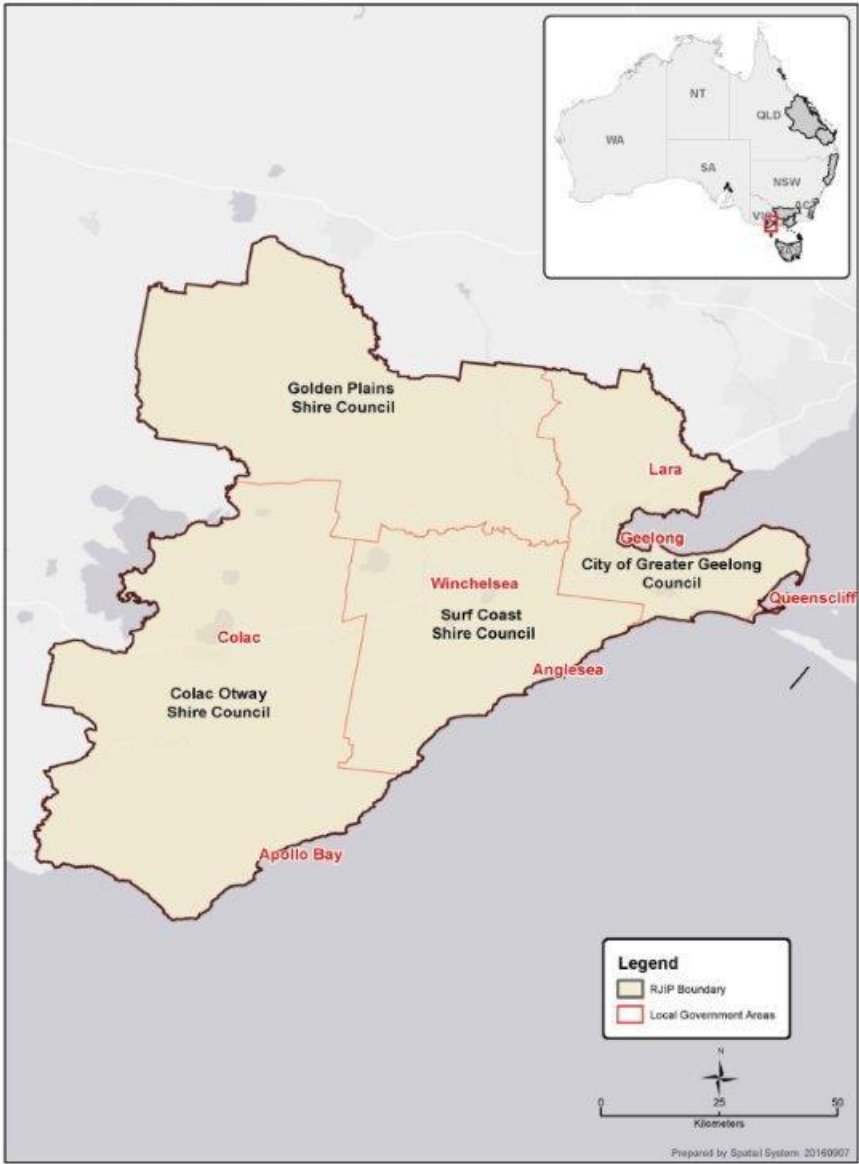 WA
NT
QLD
SA
NSW
Golden Plains
Shire Council
Lara
Geelong
City of Greater Geelong
Council
Queenscliff
Winchelsea
Surf Coast
Shire Council
Colac
Anglesea
Colac Otway
Shire Council
Apollo Bay
Legend
RJIP Boundary
Local Government Areas
N
0 25 50
Kilometers
Prepared by Spatial System 20160907